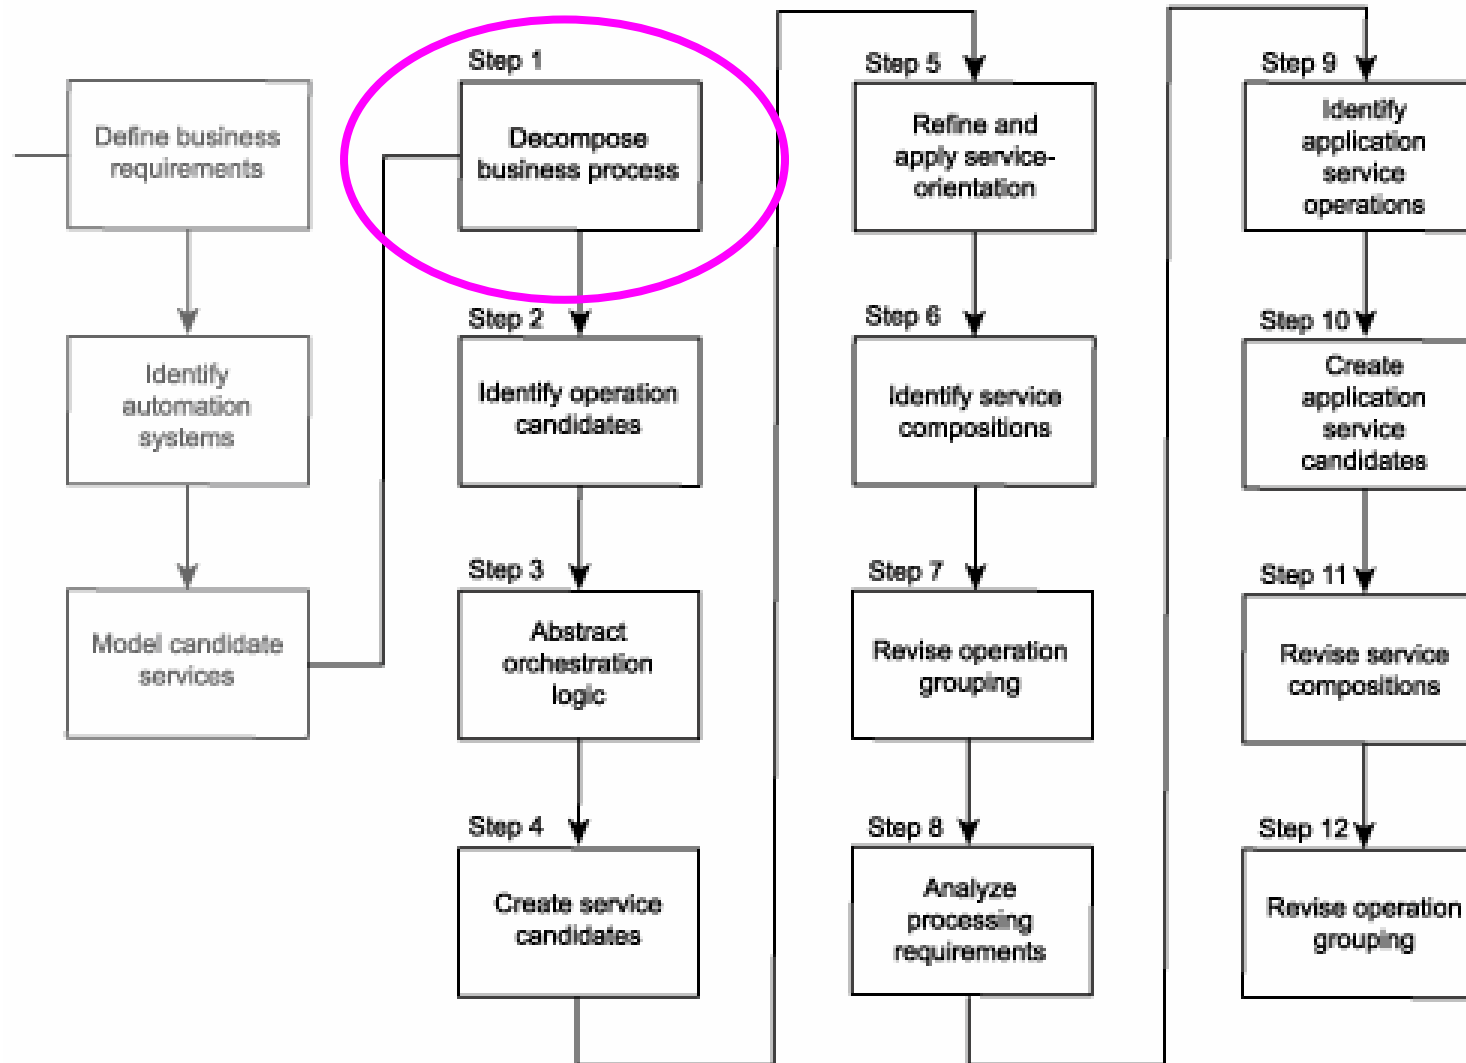 Define business
requirements
Identify
automation
systems
Model candidate
services
Step 1
Decompose
business process
Step 2
Identify operation
candidates
Step 3
Abstract
orchestration
logic
Step 4
Create service
candidates
Step 5
Refine and
apply service-
orientation
Step 6
Identify service
compositions
Step 7
Revise operation
grouping
Step 8
Analyze
processing
requirements
Step 9
Identify
application
service
operations
Step 10
Create
application
service
candidates
Step 11
Revise service
compositions
Step 12
Revise operation
grouping